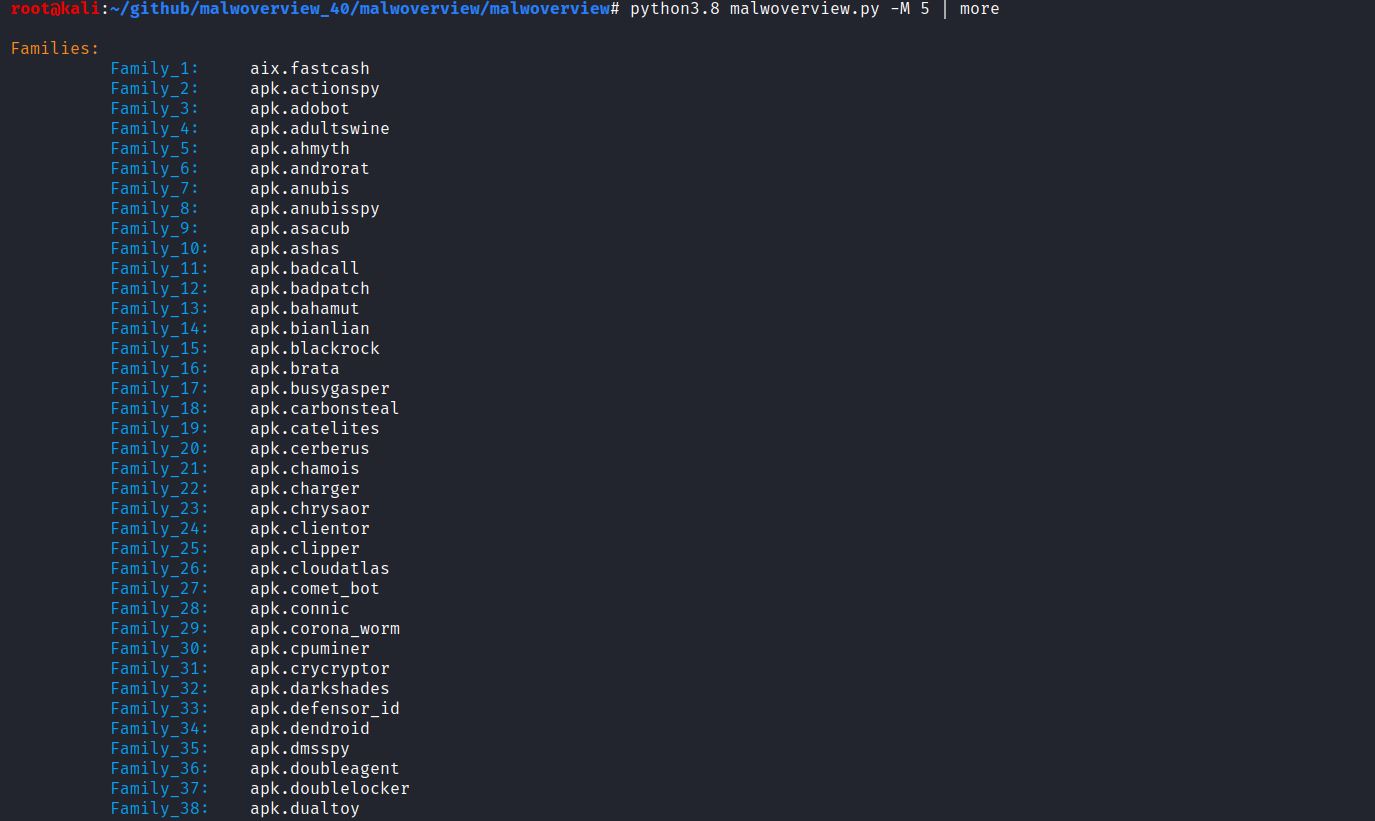 root@kali:~/github/malwoverview_40/malwoverview/malwoverview# python3.8 malwoverview.py -M 5 | more
Families:
Family_1: aix.fastcash
Family_2: apk.actionspy
Family_3: apk.adobot
Family_4: apk.adultswine
Family_5: apk.ahmyth
Family_6: apk.androrat
Family_7: apk.anubis
Family_8: apk.anubisspy
Family_9: apk.asacub
Family_10: apk.ashas
Family_11: apk.badcall
Family_12: apk.badpatch
Family_13: apk.bahamut
Family_14: apk.bianlian
Family_15: apk.blackrock
Family_16: apk.brata
Family_17: apk.busygasper
Family_18: apk.carbonsteal
Family_19: apk.catelites
Family_20: apk.cerberus
Family_21: apk.chamois
Family_22: apk.charger
Family_23: apk.chrysaor
Family_24: apk.clientor
Family_25: apk.clipper
Family_26: apk.cloudatlas
Family_27: apk.comet_bot
Family_28: apk.connic
Family_29: apk.corona_worm
Family_30: apk.cpuminer
Family_31: apk.crycryptor
Family_32: apk.darkshades
Family_33: apk.defensor_id
Family_34: apk.dendroid
Family_35: apk.dmsspy
Family_36: apk.doubleagent
Family_37: apk.doublelocker
Family_38: apk.dualtoy